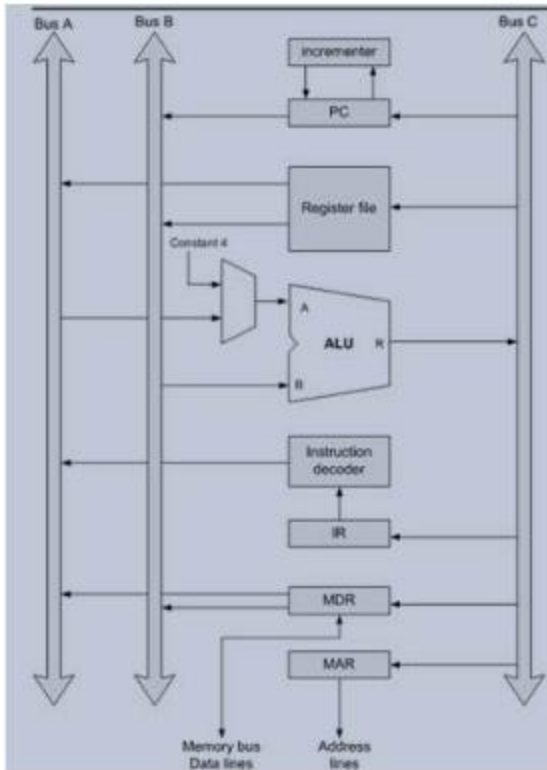 Bus A
Bus B
Bus C
incrementer
PC
Register file
Constant 4
A
ALU
R
B
Instruction
decoder
IR
MDR
MAR
Memory bus
Data lines
Address
lines